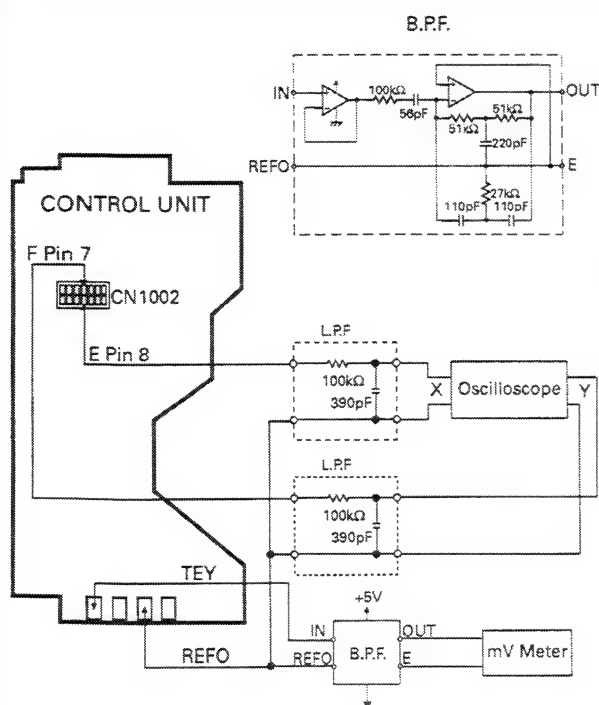 B.P.F.
IN
100kΩ
56pF
OUT
51kΩ
51kΩ
220pF
REFO
E
27kΩ
110pF
110pF
CONTROL UNIT
F Pin 7
CN1002
E Pin 8
L.P.F
100kΩ
390pF
X
Oscilloscope
Y
L.P.F
100kΩ
390pF
TEY
+5V
IN
OUT
B.P.F.
mV Meter
REFO
REFO
E